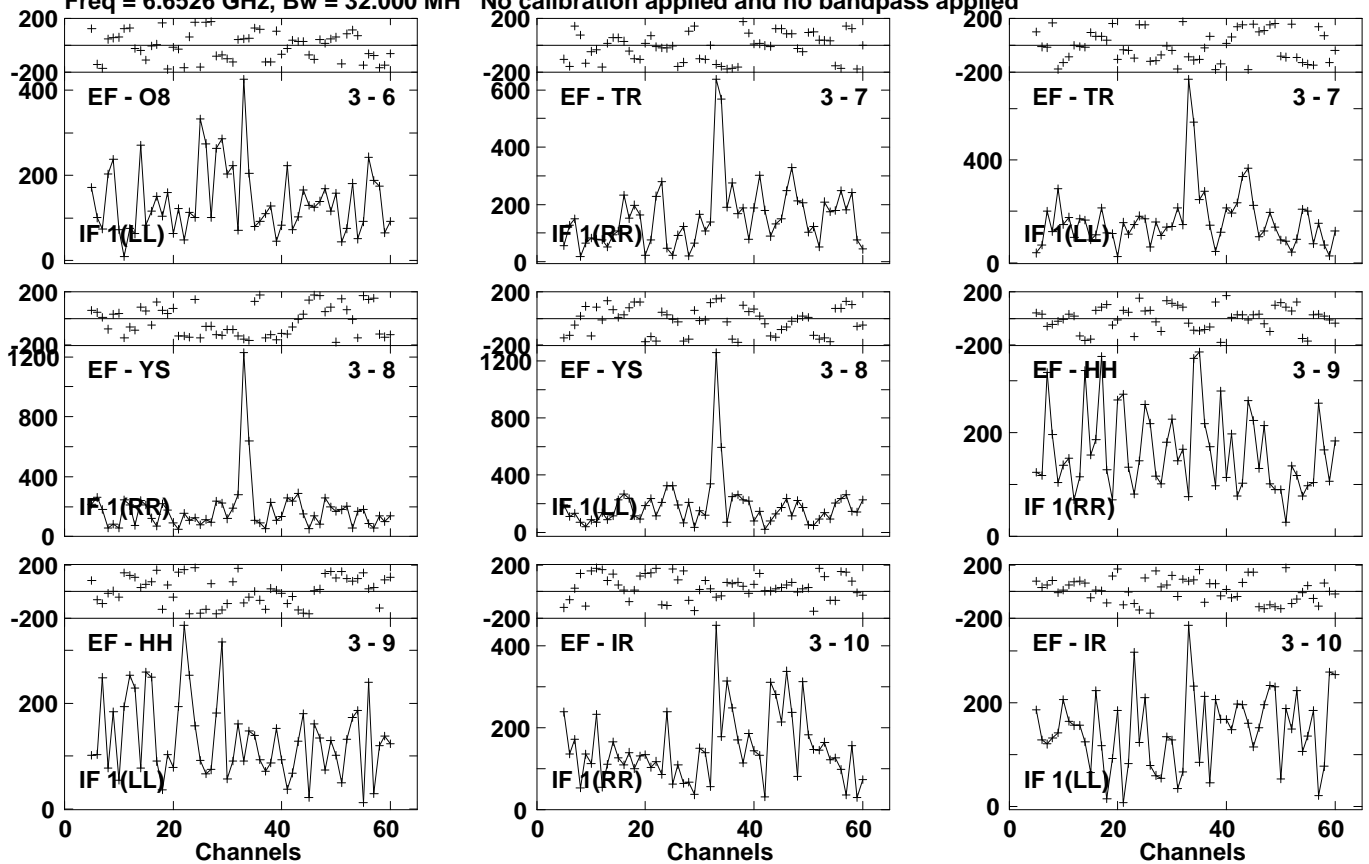 Freq = 6.6526 GHz, Bw = 32.000 MH No calibration applied and no bandpass applied
200 200 200
-200 -200 -200
400 EF - O8 3 - 6 600 EF - TR 3 - 7 EF - TR 3 - 7
400 400
200 200
IF 1(LL) IF 1(RR) IF 1(LL)
0 0 0
200 200 200
-200 -200 -200
1200 EF - YS 3 - 8 1200 EF - YS 3 - 8 EF - HH 3 - 9
800 800
200
400 400
IF 1(RR) IF 1(LL) IF 1(RR)
0 0 0
200 200 200
-200 -200 -200
EF - HH 3 - 9 400 EF - IR 3 - 10 EF - IR 3 - 10
200 200 200
IF 1(LL) IF 1(RR) IF 1(LL)
0 0 0
0 20 40 60 0 20 40 60 0 20 40 60
Channels Channels Channels